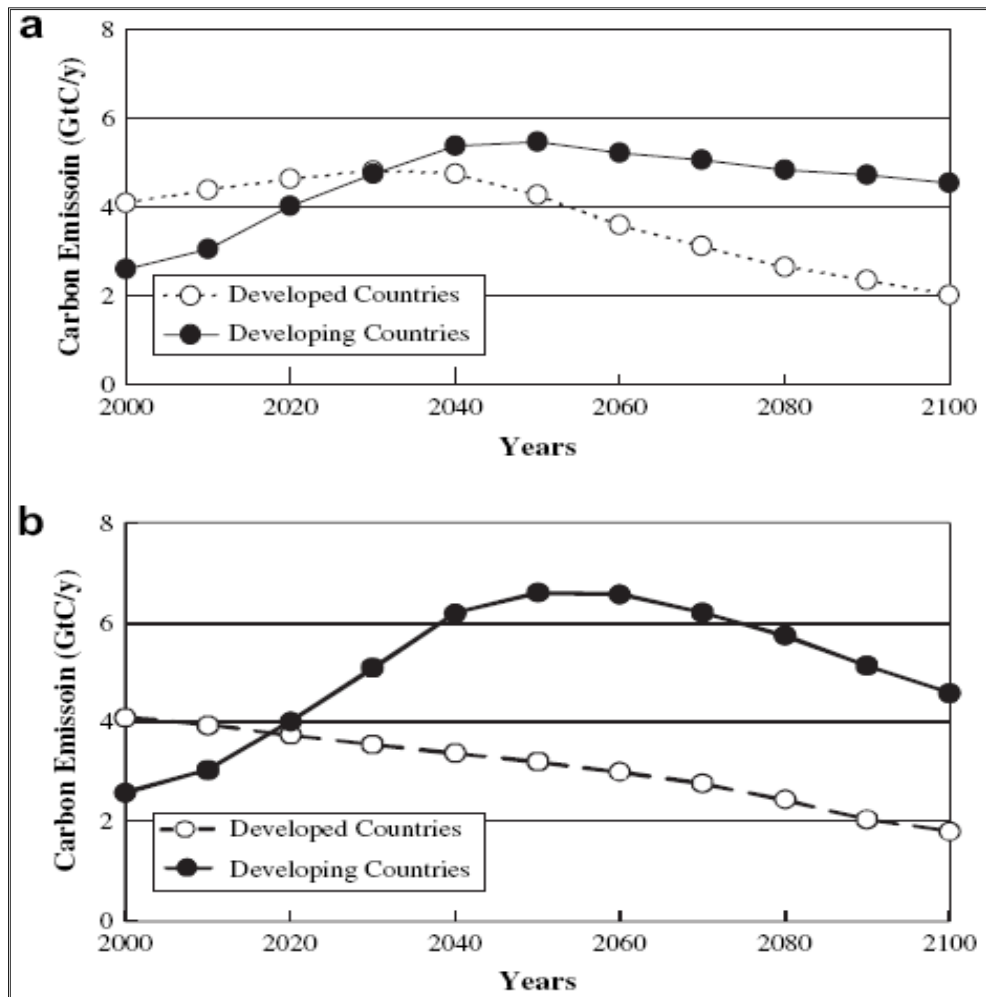 a
Carbon Emissoin (GtC/y)
8
6
4
2
0
Developed Countries
Developing Countries
2000 2020 2040 2060 2080 2100
Years
b
Carbon Emissoin (GtC/y)
8
6
4
2
0
Developed Countries
Developing Countries
2000 2020 2040 2060 2080 2100
Years